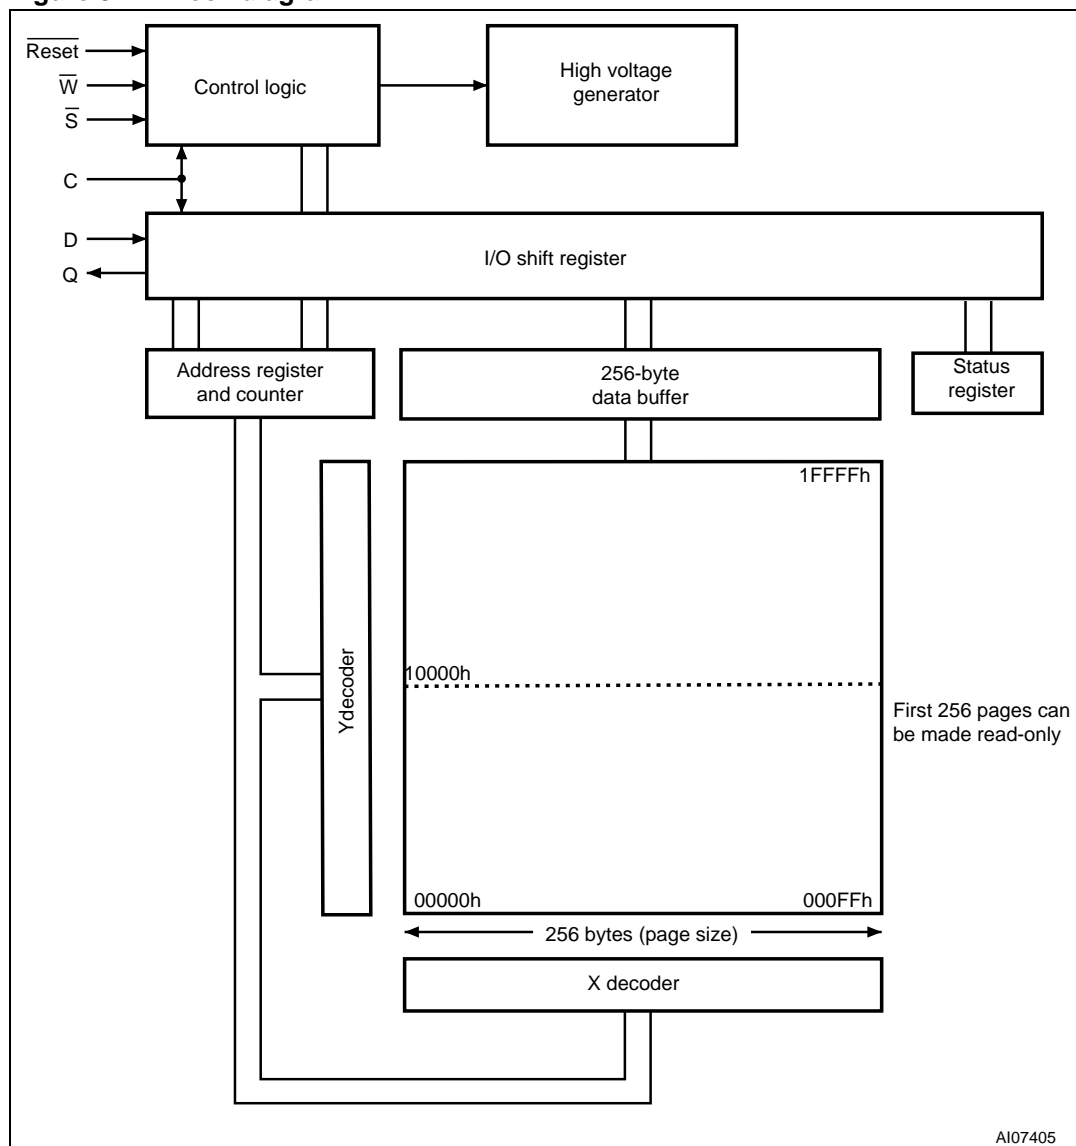 Reset
W
S
C
D
Q
Control logic
High voltage
generator
I/O shift register
Address register
and counter
256-byte
data buffer
Status
register
1FFFFh
Ydecoder
10000h
First 256 pages can
be made read-only
00000h
000FFh
256 bytes (page size)
X decoder
AI07405